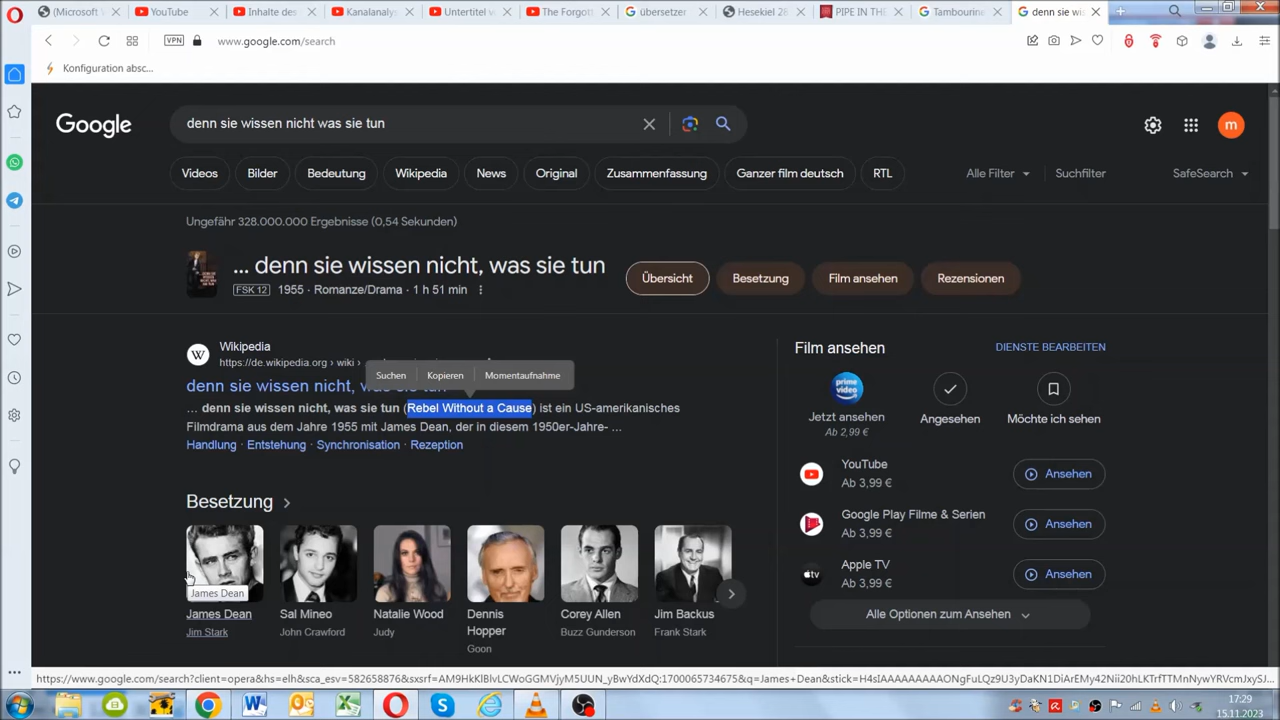 (Microsoft W
YouTube
Inhalte des
Kanalanaly
Untertitel v
The Forgott
übersetzer
Hesekiel 28
PIPE IN THE
Tambourine
denn sie wi
VPN
www.google.com/search
Konfiguration absc...
Google
denn sie wissen nicht was sie tun
m
Videos
Bilder
Bedeutung
Wikipedia
News
Original
Zusammenfassung
Ganzer film deutsch
RTL
Alle Filter
Suchfilter
SafeSearch
Ungefähr 328.000.000 Ergebnisse (0,54 Sekunden)
... denn sie wissen nicht, was sie tun
FSK 12 1955 · Romanze/Drama · 1 h 51 min
Übersicht
Besetzung
Film ansehen
Rezensionen
W
Wikipedia
https://de.wikipedia.org › wiki ›
Suchen
Kopieren
Momentaufnahme
denn sie wissen nicht, was sie tun
... denn sie wissen nicht, was sie tun (Rebel Without a Cause) ist ein US-amerikanisches
Filmdrama aus dem Jahre 1955 mit James Dean, der in diesem 1950er-Jahre- ...
Handlung · Entstehung · Synchronisation · Rezeption
Besetzung
James Dean
James Dean
Jim Stark
Sal Mineo
John Crawford
Natalie Wood
Judy
Dennis
Hopper
Goon
Corey Allen
Buzz Gunderson
Jim Backus
Frank Stark
Film ansehen
DIENSTE BEARBEITEN
prime
video
Jetzt ansehen
Ab 2,99 €
Angesehen
Möchte ich sehen
YouTube
Ab 3,99 €
Ansehen
Google Play Filme & Serien
Ab 3,99 €
Ansehen
tv
Apple TV
Ab 3,99 €
Ansehen
Alle Optionen zum Ansehen
17:29
15.11.2023